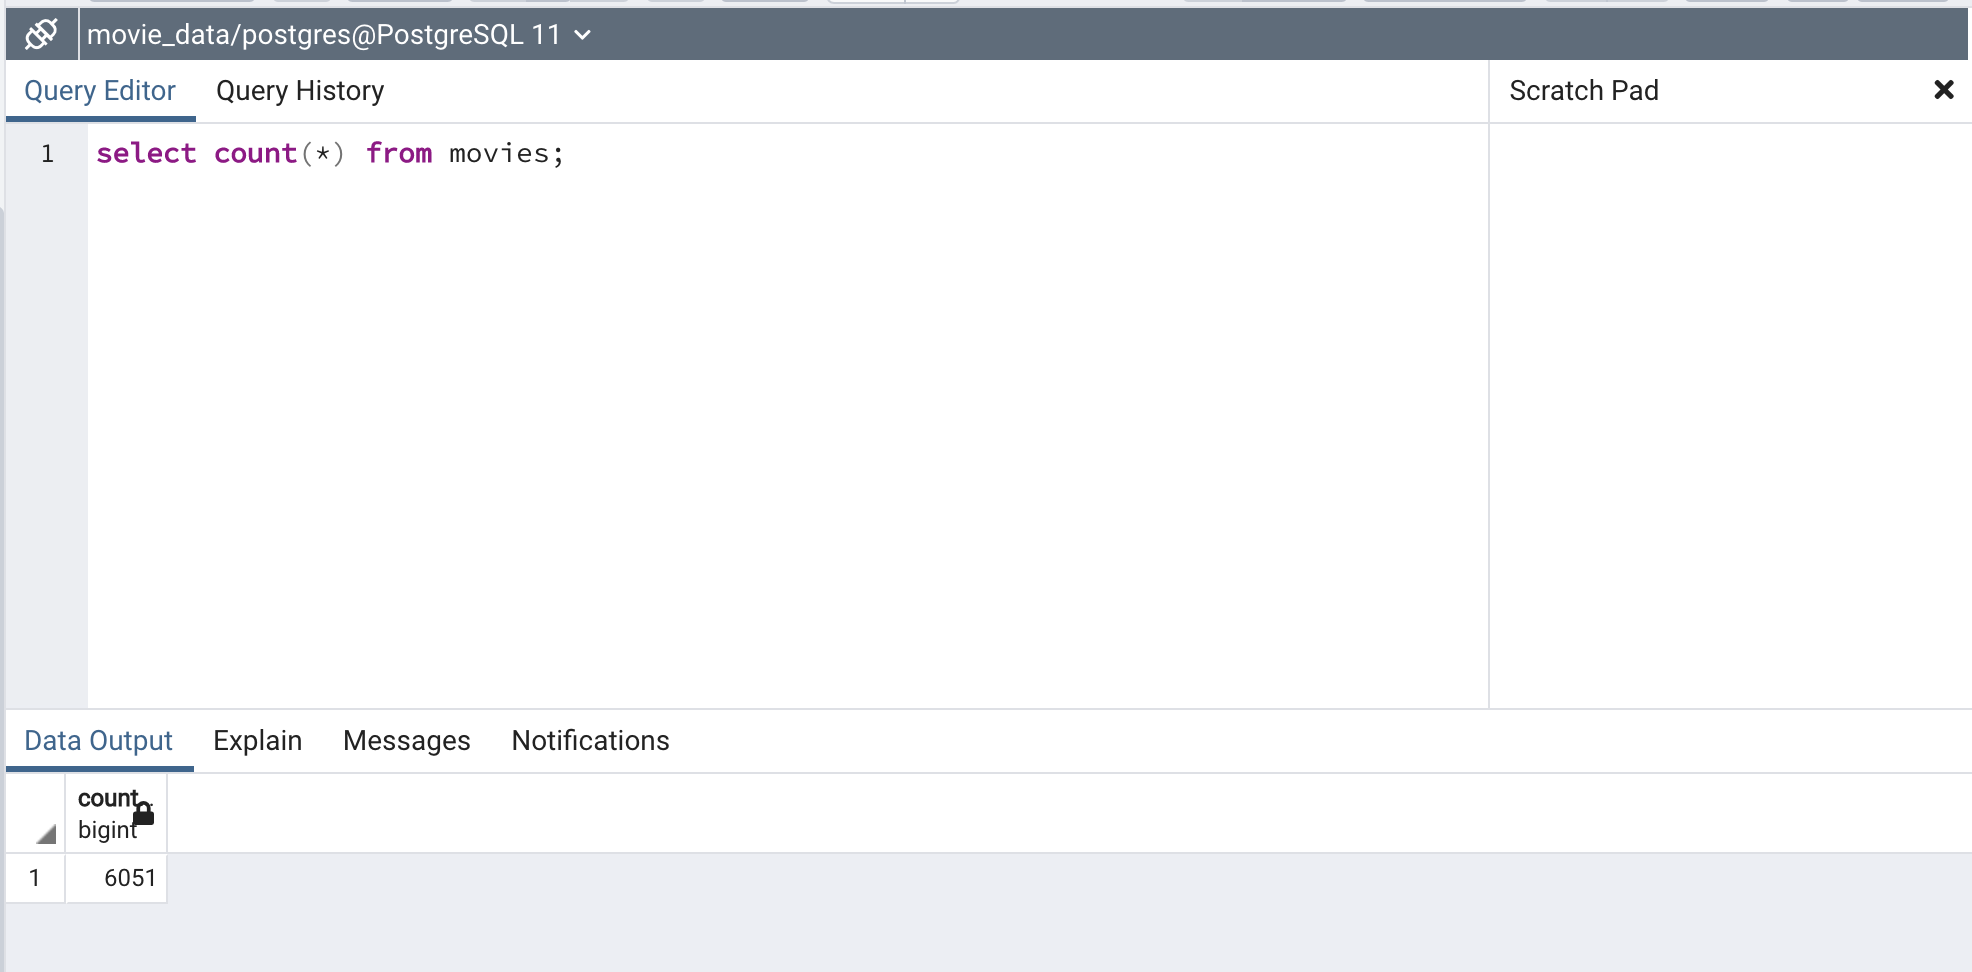 movie_data/postgres@PostgreSQL 11
Query Editor Query History Scratch Pad
1 select count(*) from movies;
Data Output Explain Messages Notifications
count
bigint
1 6051